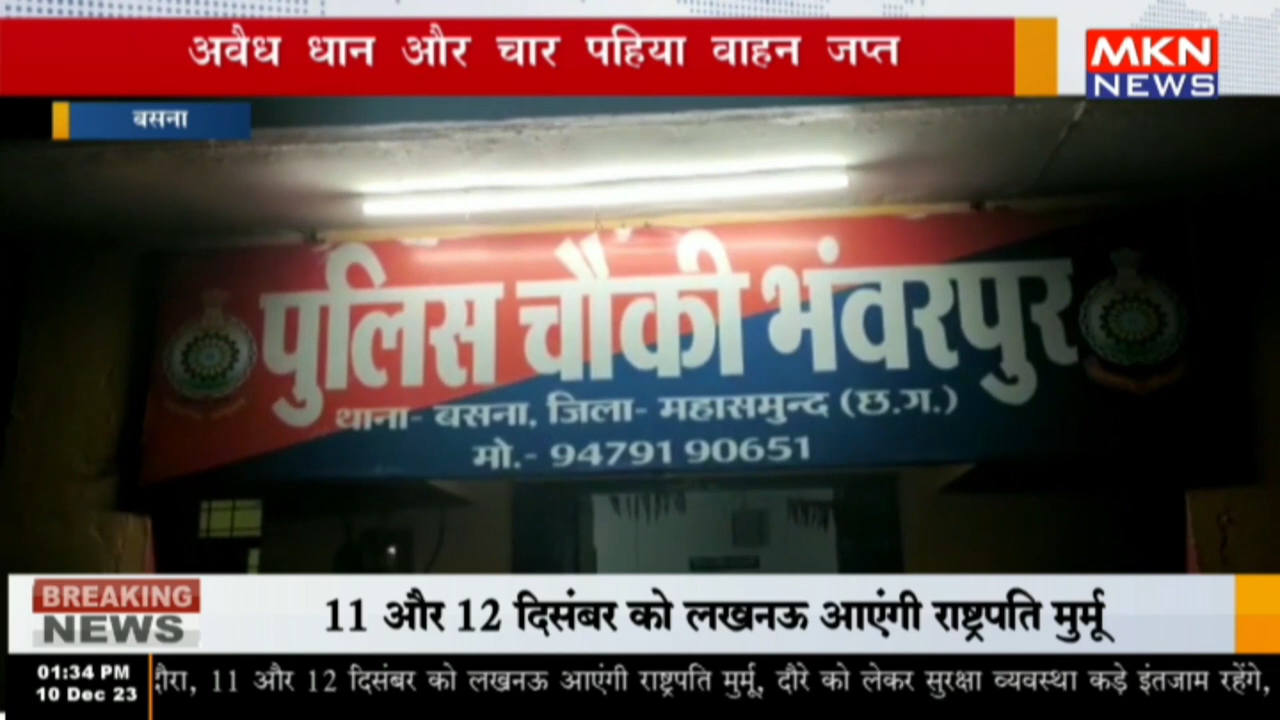 अवैध धान और चार पहिया वाहन जप्त
MKN
NEWS
बसना
पुलिस चौकी भंवरपुर
थाना- बसना, जिला- महासमुन्द (छ.ग.)
मो.- 94791 90651
BREAKING
NEWS
11 और 12 दिसंबर को लखनऊ आएंगी राष्ट्रपति मुर्मू
01:34 PM
10 Dec 23
11 और 12 दिसंबर को लखनऊ आएंगी राष्ट्रपति मुर्मू, दौरे को लेकर सुरक्षा व्यवस्था कड़े इंतजाम रहेंगे,